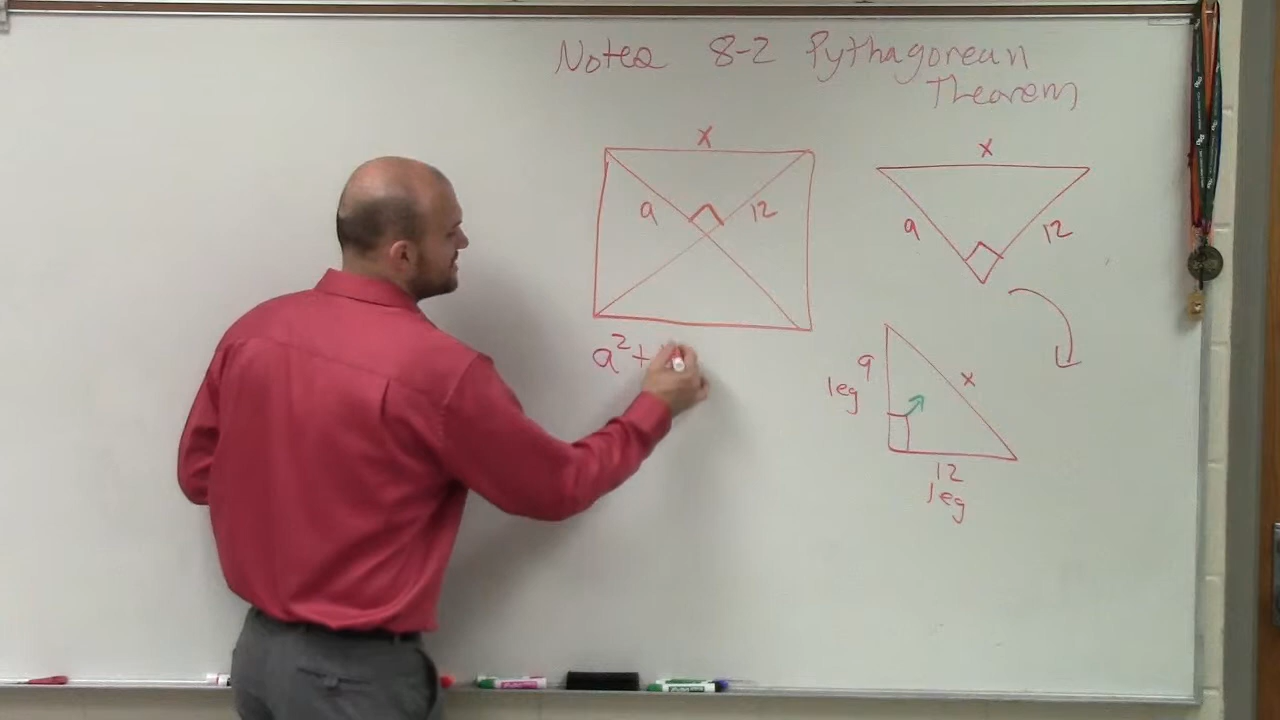 Notes 8-2 Pythagorean
Theorem
x
9 12
x
9 12
a² +
9 x
leg
12
leg